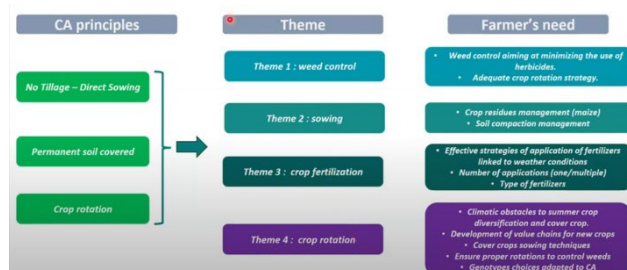 CA principles
Theme
Farmer's need
No Tillage – Direct Sowing
Permanent soil covered
Crop rotation
Theme 1 : weed control
Theme 2 : sowing
Theme 3 : crop fertilization
Theme 4 : crop rotation
• Weed control aiming at minimizing the use of
herbicides.
• Adequate crop rotation strategy.
• Crop residues management (maize)
• Soil compaction management
• Effective strategies of application of fertilizers
linked to weather conditions
• Number of applications (one/multiple)
• Type of fertilizers
• Climatic obstacles to summer crop
diversification and cover crop.
• Development of value chains for new crops
• Cover crops sowing techniques
• Ensure proper rotations to control weeds
• Genotypes choices adapted to CA